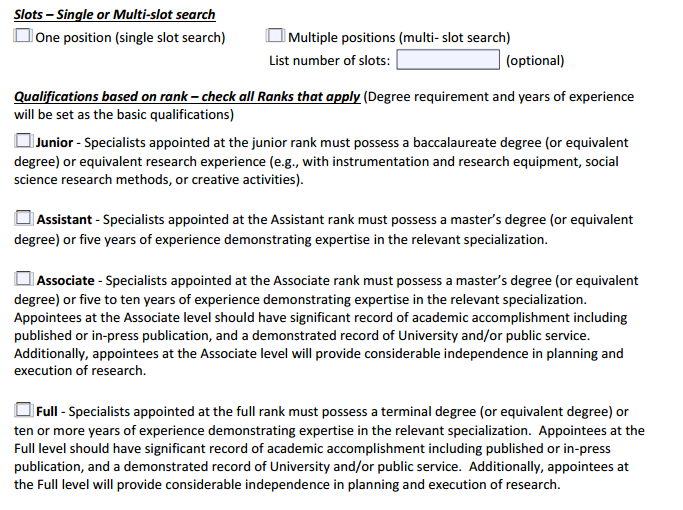 Slots – Single or Multi-slot search
One position (single slot search) Multiple positions (multi- slot search)
List number of slots: (optional)
Qualifications based on rank – check all Ranks that apply (Degree requirement and years of experience
will be set as the basic qualifications)
Junior - Specialists appointed at the junior rank must possess a baccalaureate degree (or equivalent
degree) or equivalent research experience (e.g., with instrumentation and research equipment, social
science research methods, or creative activities).
Assistant - Specialists appointed at the Assistant rank must possess a master’s degree (or equivalent
degree) or five years of experience demonstrating expertise in the relevant specialization.
Associate - Specialists appointed at the Associate rank must possess a master’s degree (or equivalent
degree) or five to ten years of experience demonstrating expertise in the relevant specialization.
Appointees at the Associate level should have significant record of academic accomplishment including
published or in-press publication, and a demonstrated record of University and/or public service.
Additionally, appointees at the Associate level will provide considerable independence in planning and
execution of research.
Full - Specialists appointed at the full rank must possess a terminal degree (or equivalent degree) or
ten or more years of experience demonstrating expertise in the relevant specialization. Appointees at the
Full level should have significant record of academic accomplishment including published or in-press
publication, and a demonstrated record of University and/or public service. Additionally, appointees at
the Full level will provide considerable independence in planning and execution of research.